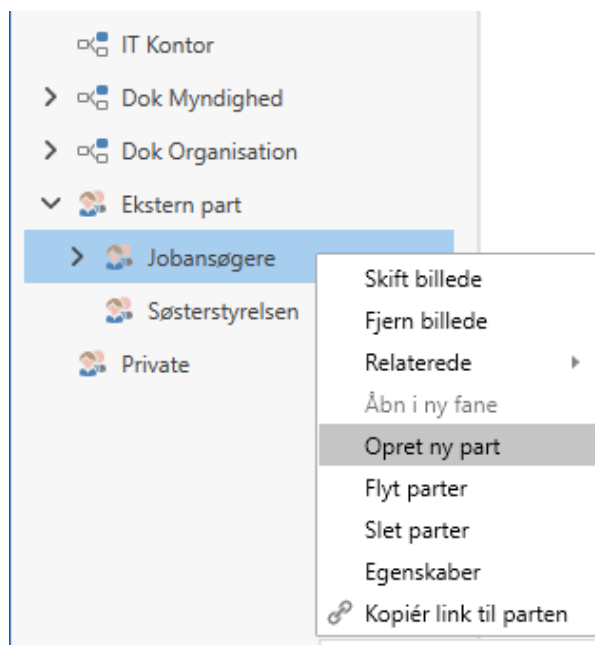 IT Kontor
Dok Myndighed
Dok Organisation
Ekstern part
Jobansøgere
Søsterstyrelsen
Private
Skift billede
Fjern billede
Relaterede
Åbn i ny fane
Opret ny part
Flyt parter
Slet parter
Egenskaber
Kopiér link til parten